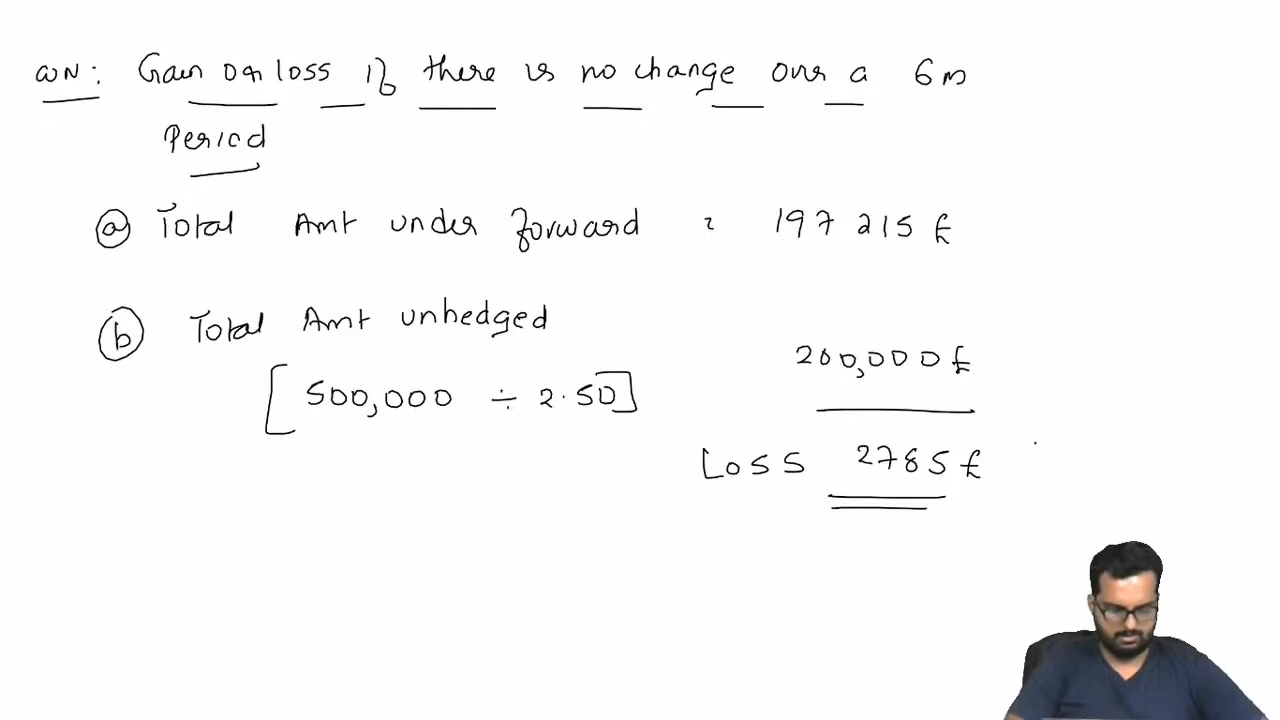 WN: Gain or loss if there is no change over a 6m
Period
(a) Total Amt under forward = 197 215 £
(b) Total Amt unhedged
200,000 £
[500,000 ÷ 2.50]
Loss 2785 £